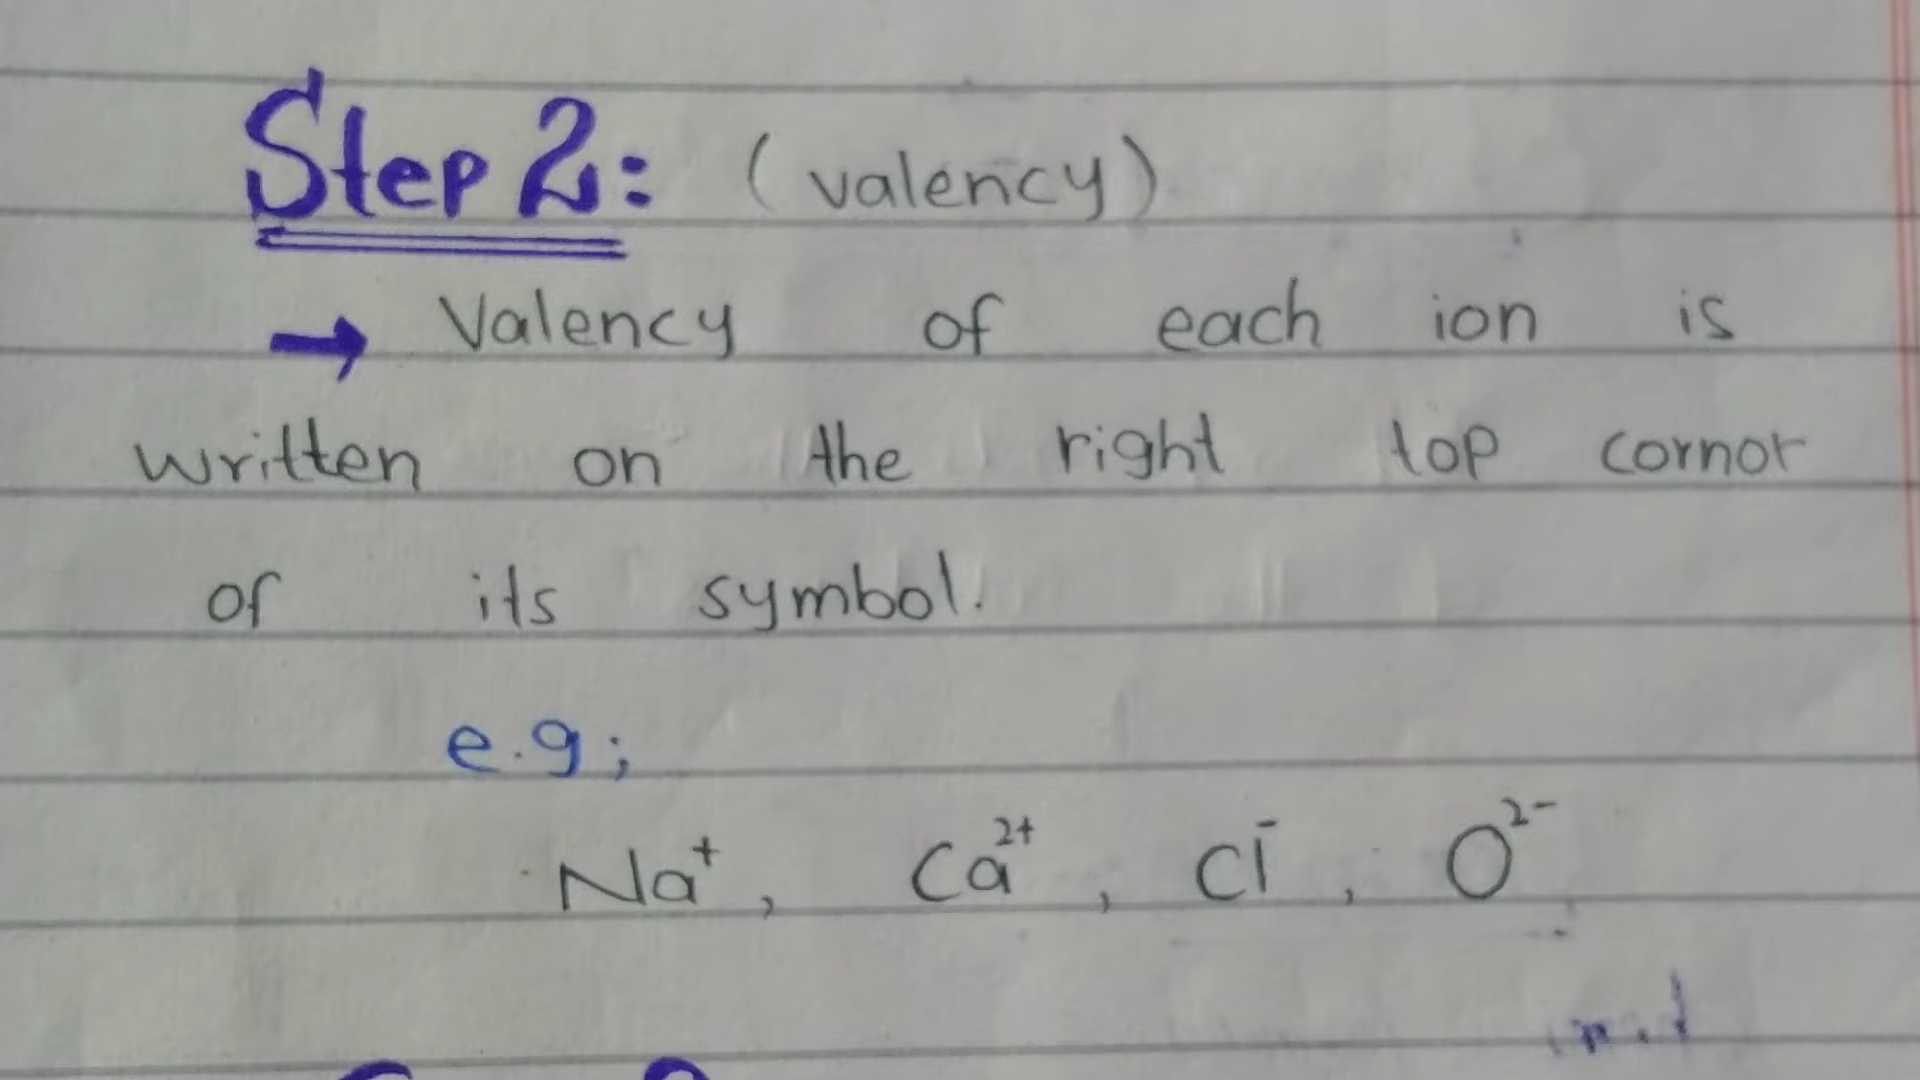 Step 2: (valency)
→ Valency of each ion is
written on the right top cornor
of its symbol.
e.g;
Na⁺, Ca²⁺, Cl⁻, O²⁻